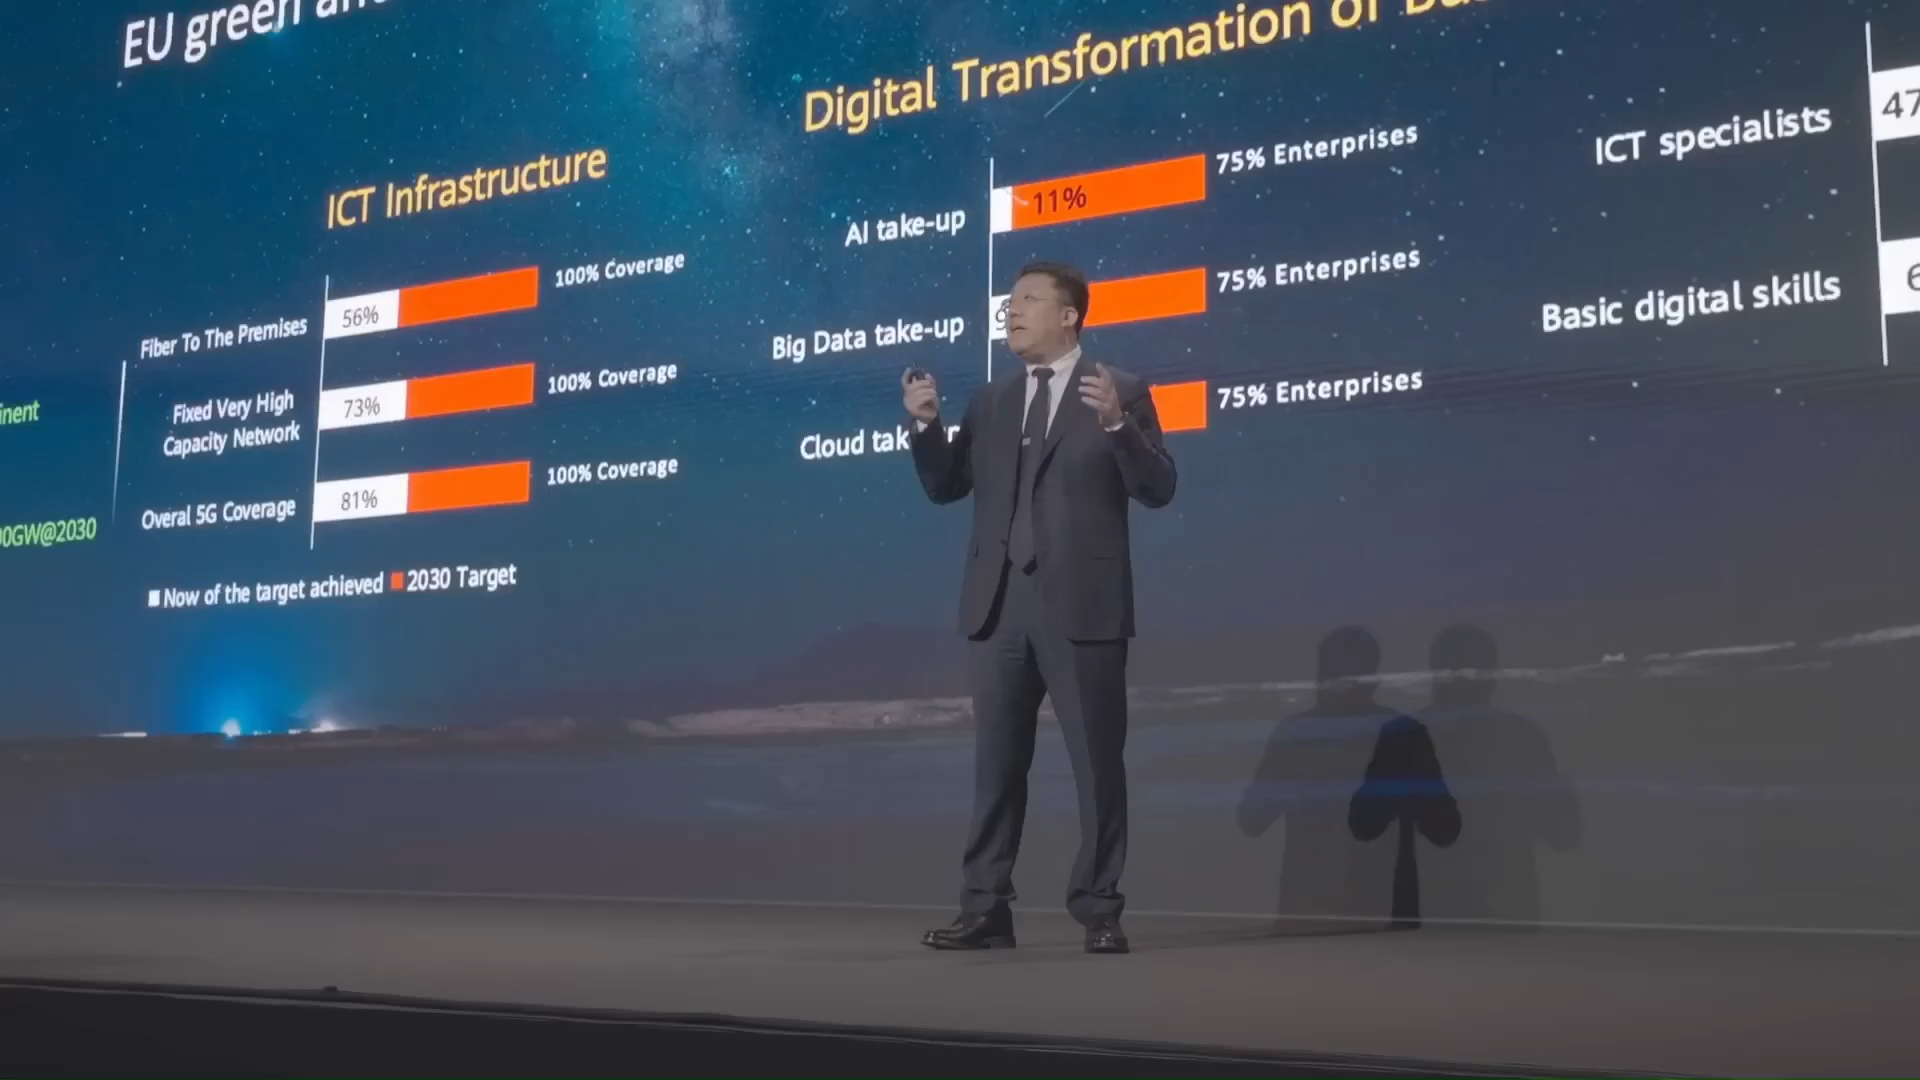 EU green
Digital Transformation of
ICT Infrastructure
Fiber To The Premises
56%
100% Coverage
Fixed Very High
Capacity Network
73%
100% Coverage
Overal 5G Coverage
81%
100% Coverage
Now of the target achieved
2030 Target
0GW@2030
AI take-up
11%
75% Enterprises
Big Data take-up
75% Enterprises
Cloud tak
75% Enterprises
ICT specialists
47
Basic digital skills
6